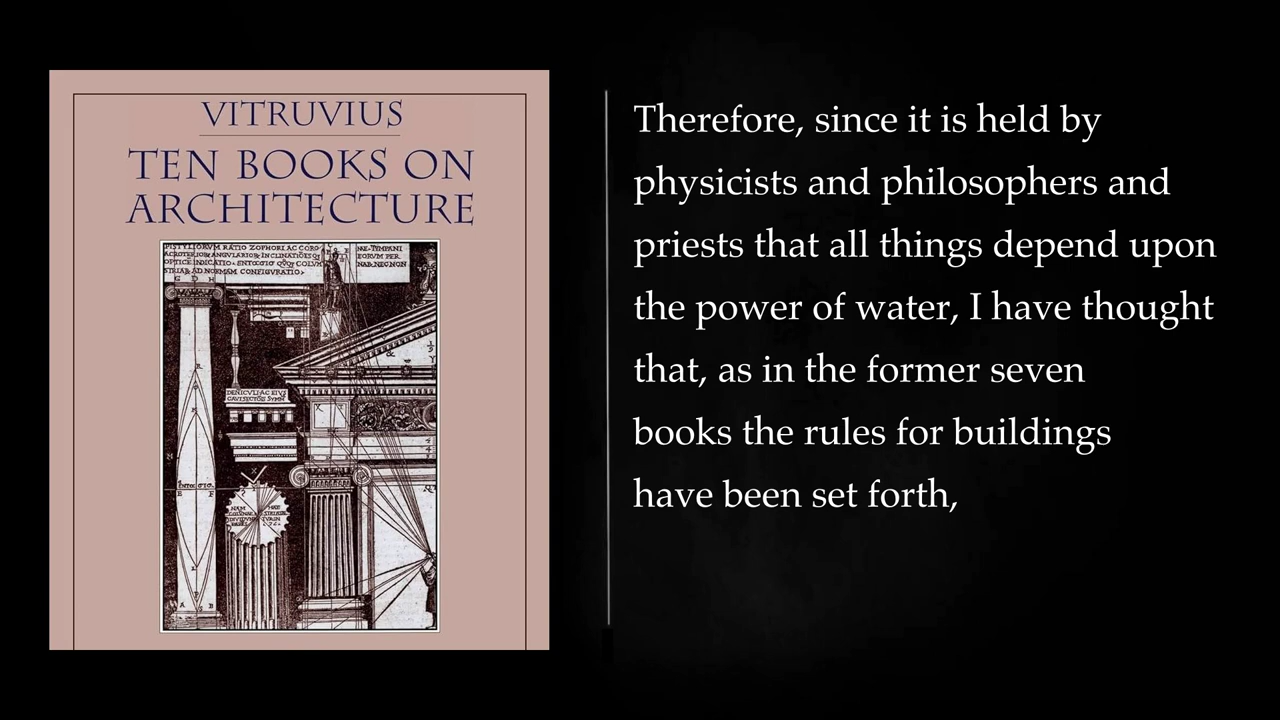 VITRUVIUS
TEN BOOKS ON
ARCHITECTURE
Therefore, since it is held by
physicists and philosophers and
priests that all things depend upon
the power of water, I have thought
that, as in the former seven
books the rules for buildings
have been set forth,